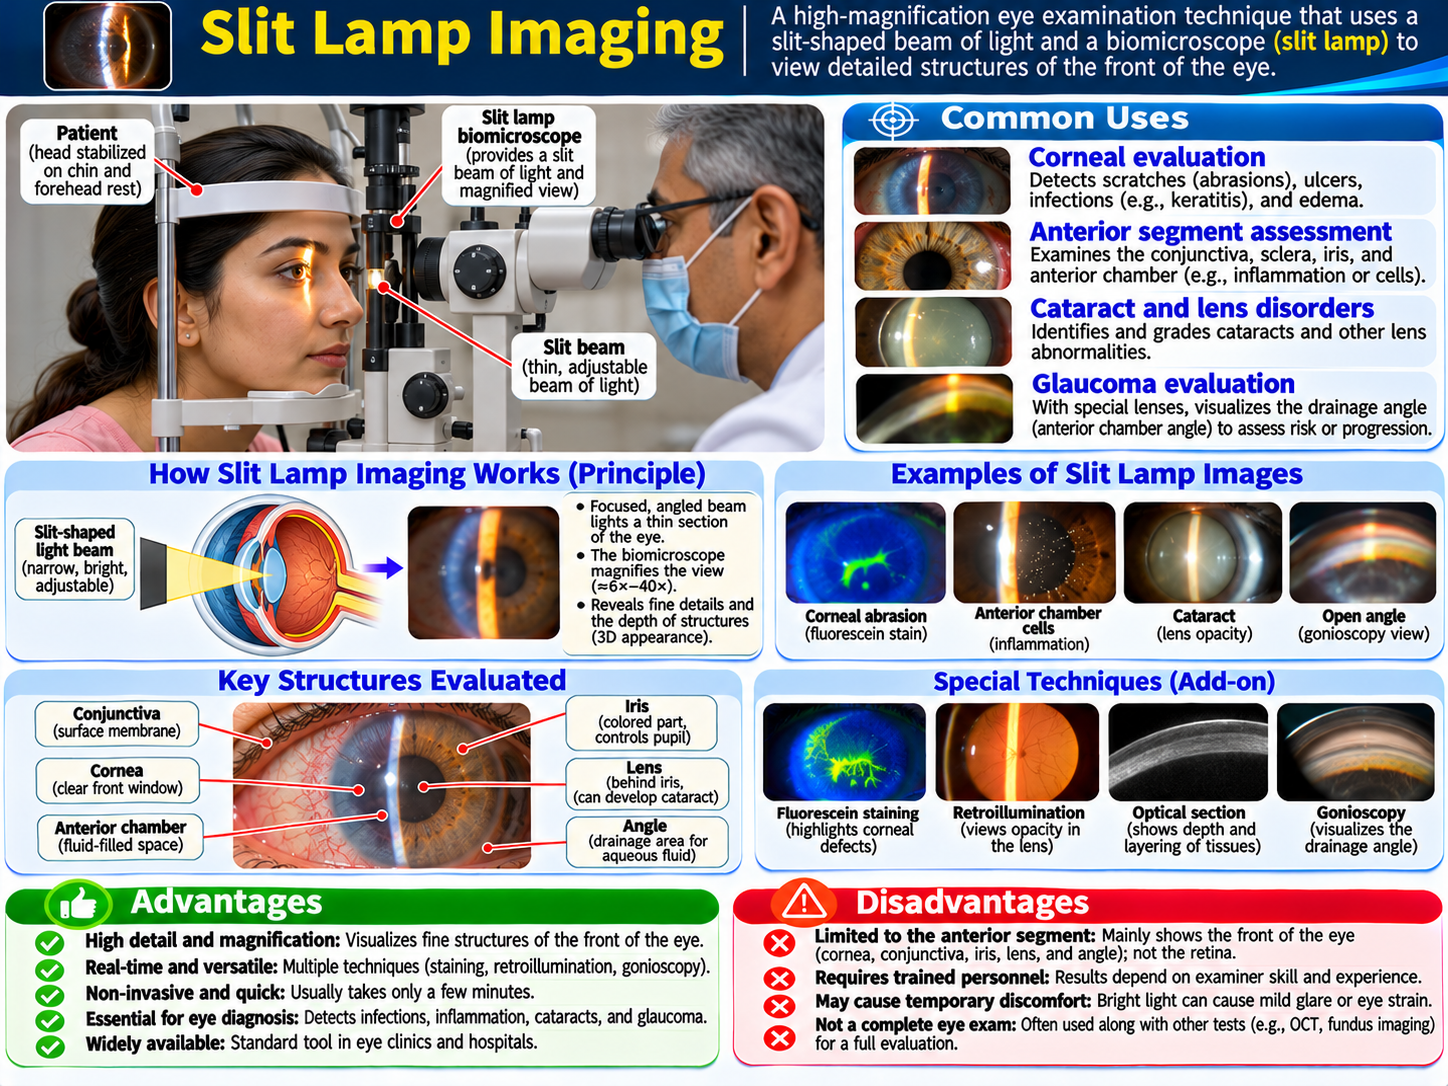 Slit Lamp Imaging
A high-magnification eye examination technique that uses a
slit-shaped beam of light and a biomicroscope (slit lamp) to
view detailed structures of the front of the eye.
Patient
(head stabilized
on chin and
forehead rest)
Slit lamp
biomicroscope
(provides a slit
beam of light and
magnified view)
Slit beam
(thin, adjustable
beam of light)
Common Uses
Corneal evaluation
Detects scratches (abrasions), ulcers,
infections (e.g., keratitis), and edema.
Anterior segment assessment
Examines the conjunctiva, sclera, iris, and
anterior chamber (e.g., inflammation or cells).
Cataract and lens disorders
Identifies and grades cataracts and other lens
abnormalities.
Glaucoma evaluation
With special lenses, visualizes the drainage angle
(anterior chamber angle) to assess risk or progression.
How Slit Lamp Imaging Works (Principle)
Slit-shaped
light beam
(narrow, bright,
adjustable)
• Focused, angled beam
lights a thin section
of the eye.
• The biomicroscope
magnifies the view
(≈6×–40×).
• Reveals fine details and
the depth of structures
(3D appearance).
Examples of Slit Lamp Images
Corneal abrasion
(fluorescein stain)
Anterior chamber
cells
(inflammation)
Cataract
(lens opacity)
Open angle
(gonioscopy view)
Key Structures Evaluated
Conjunctiva
(surface membrane)
Cornea
(clear front window)
Anterior chamber
(fluid-filled space)
Iris
(colored part,
controls pupil)
Lens
(behind iris,
(can develop cataract)
Angle
(drainage area for
aqueous fluid)
Special Techniques (Add-on)
Fluorescein staining
(highlights corneal
defects)
Retroillumination
(views opacity in
the lens)
Optical section
(shows depth and
layering of tissues)
Gonioscopy
(visualizes the
drainage angle)
Advantages
High detail and magnification: Visualizes fine structures of the front of the eye.
Real-time and versatile: Multiple techniques (staining, retroillumination, gonioscopy).
Non-invasive and quick: Usually takes only a few minutes.
Essential for eye diagnosis: Detects infections, inflammation, cataracts, and glaucoma.
Widely available: Standard tool in eye clinics and hospitals.
Disadvantages
Limited to the anterior segment: Mainly shows the front of the eye
(cornea, conjunctiva, iris, lens, and angle); not the retina.
Requires trained personnel: Results depend on examiner skill and experience.
May cause temporary discomfort: Bright light can cause mild glare or eye strain.
Not a complete eye exam: Often used along with other tests (e.g., OCT, fundus imaging)
for a full evaluation.